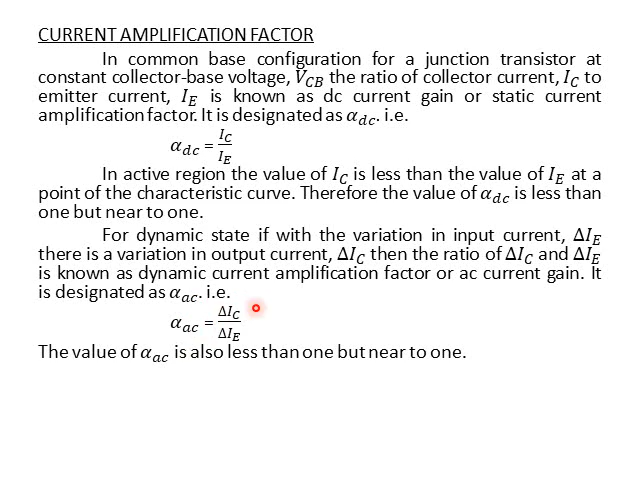 CURRENT AMPLIFICATION FACTOR
In common base configuration for a junction transistor at
constant collector-base voltage, V_CB the ratio of collector current, I_C to
emitter current, I_E is known as dc current gain or static current
amplification factor. It is designated as α_dc. i.e.
α_dc = I_C / I_E
In active region the value of I_C is less than the value of I_E at a
point of the characteristic curve. Therefore the value of α_dc is less than
one but near to one.
For dynamic state if with the variation in input current, ΔI_E
there is a variation in output current, ΔI_C then the ratio of ΔI_C and ΔI_E
is known as dynamic current amplification factor or ac current gain. It
is designated as α_ac. i.e.
α_ac = ΔI_C / ΔI_E
The value of α_ac is also less than one but near to one.